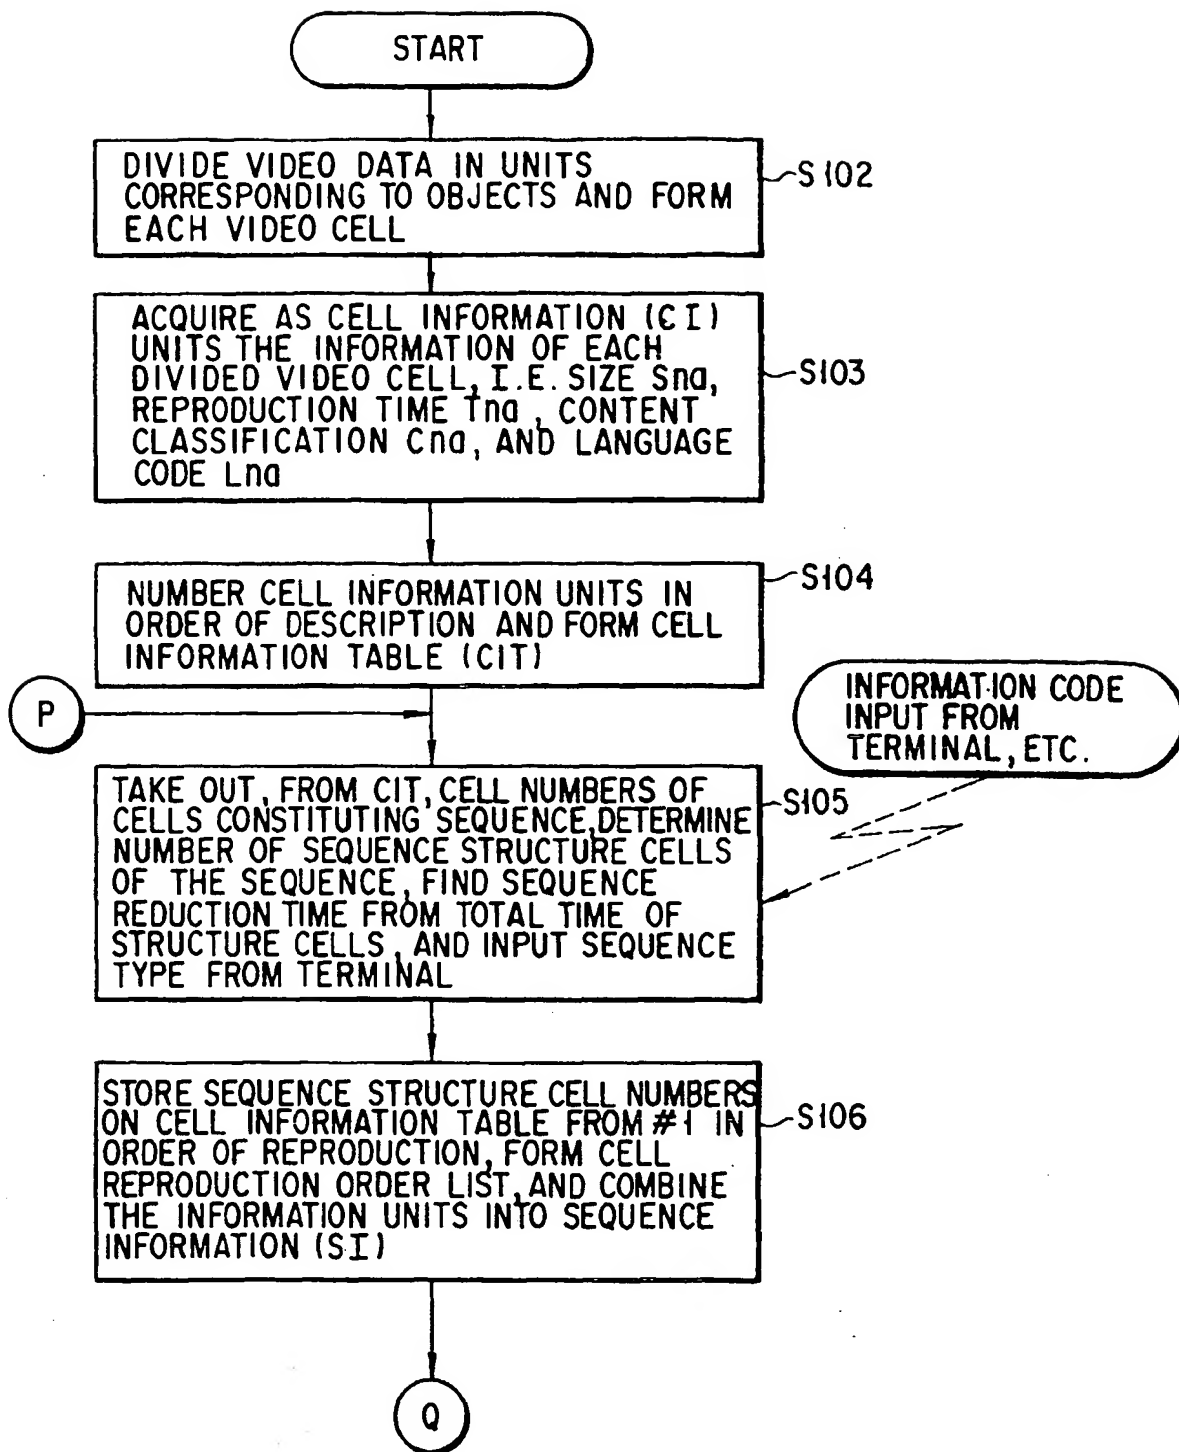 START
DIVIDE VIDEO DATA IN UNITS
CORRESPONDING TO OBJECTS AND FORM
EACH VIDEO CELL
S102
ACQUIRE AS CELL INFORMATION (CI)
UNITS THE INFORMATION OF EACH
DIVIDED VIDEO CELL, I.E. SIZE Sna,
REPRODUCTION TIME Tna, CONTENT
CLASSIFICATION Cna, AND LANGUAGE
CODE Lna
S103
NUMBER CELL INFORMATION UNITS IN
ORDER OF DESCRIPTION AND FORM CELL
INFORMATION TABLE (CIT)
S104
P
INFORMATION CODE
INPUT FROM
TERMINAL, ETC.
TAKE OUT, FROM CIT, CELL NUMBERS OF
CELLS CONSTITUTING SEQUENCE, DETERMINE
NUMBER OF SEQUENCE STRUCTURE CELLS
OF THE SEQUENCE, FIND SEQUENCE
REDUCTION TIME FROM TOTAL TIME OF
STRUCTURE CELLS, AND INPUT SEQUENCE
TYPE FROM TERMINAL
S105
STORE SEQUENCE STRUCTURE CELL NUMBERS
ON CELL INFORMATION TABLE FROM #1 IN
ORDER OF REPRODUCTION, FORM CELL
REPRODUCTION ORDER LIST, AND COMBINE
THE INFORMATION UNITS INTO SEQUENCE
INFORMATION (SI)
S106
Q